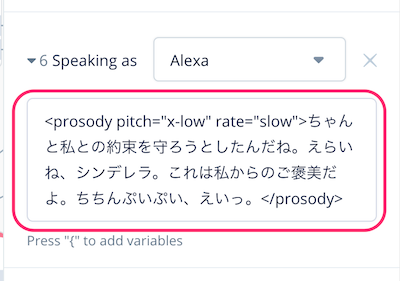 6 Speaking as
Alexa
<prosody pitch="x-low" rate="slow">ちゃん
と私との約束を守ろうとしたんだね。えらい
ね、シンデレラ。これは私からのご褒美だ
よ。ちちんぷいぷい、えいっ。</prosody>
Press "{" to add variables